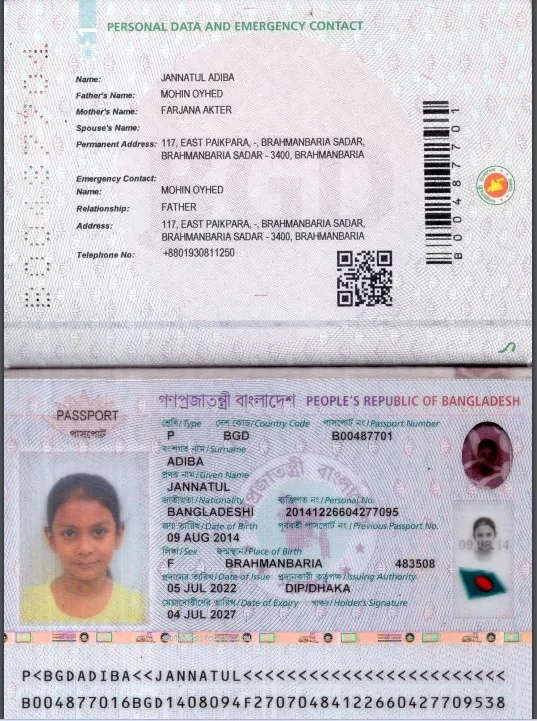 PERSONAL DATA AND EMERGENCY CONTACT
Name: JANNATUL ADIBA
Father's Name: MOHIN OYHED
Mother's Name: FARJANA AKTER
Spouse's Name:
Permanent Address: 117, EAST PAIKPARA, -, BRAHMANBARIA SADAR,
BRAHMANBARIA SADAR - 3400, BRAHMANBARIA
Emergency Contact:
Name: MOHIN OYHED
Relationship: FATHER
Address: 117, EAST PAIKPARA, -, BRAHMANBARIA SADAR,
BRAHMANBARIA SADAR - 3400, BRAHMANBARIA
Telephone No: +8801930811250
B00487701
গণপ্রজাতন্ত্রী বাংলাদেশ PEOPLE'S REPUBLIC OF BANGLADESH
PASSPORT
পাসপোর্ট
শ্রেণি/Type দেশ কোড/Country Code পাসপোর্ট নং/Passport Number
P BGD B00487701
বংশগত নাম/Surname
ADIBA
প্রদত্ত নাম/Given Name
JANNATUL
জাতীয়তা/Nationality ব্যক্তিগত নং/Personal No.
BANGLADESHI 20141226604277095
জন্ম তারিখ/Date of Birth পূর্ববর্তী পাসপোর্ট নং/Previous Passport No.
09 AUG 2014
লিঙ্গ/Sex জন্মস্থান/Place of Birth
F BRAHMANBARIA 483508
প্রদানের তারিখ/Date of Issue প্রদানকারী কর্তৃপক্ষ/Issuing Authority
05 JUL 2022 DIP/DHAKA
মেয়াদোত্তীর্ণের তারিখ/Date of Expiry স্বাক্ষর/Holder's Signature
04 JUL 2027
P<BGDADIBA<<JANNATUL<<<<<<<<<<<<<<<<<<<<<<<<
B004877016BGD1408094F27070484122660427709538